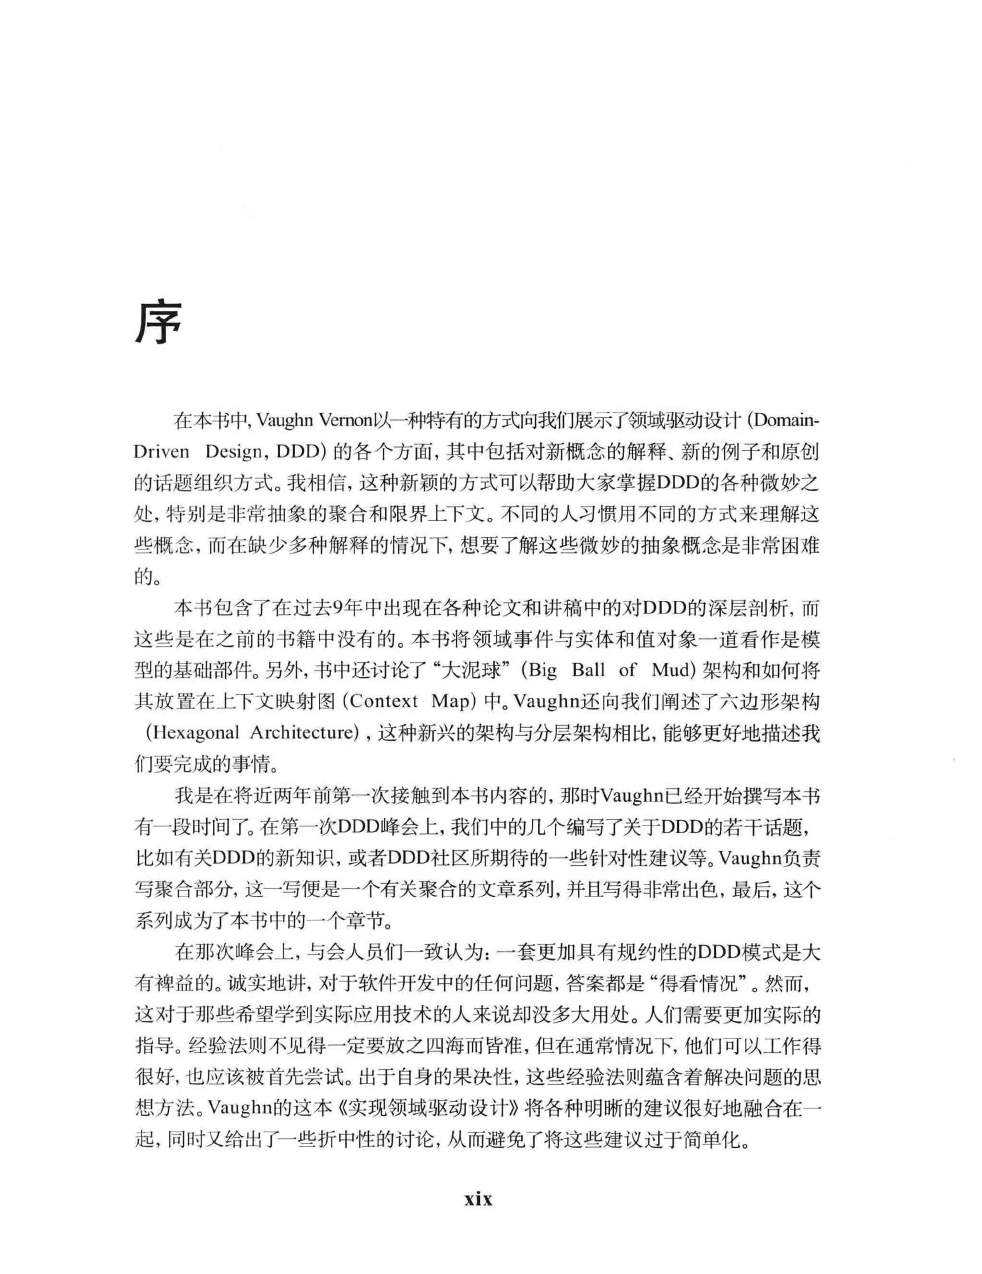 序
在本书中, Vaughn Vernon以一种特有的方式向我们展示了领域驱动设计 (Domain-
Driven Design, DDD) 的各个方面, 其中包括对新概念的解释、新的例子和原创
的话题组织方式。我相信, 这种新颖的方式可以帮助大家掌握DDD的各种微妙之
处, 特别是非常抽象的聚合和限界上下文。不同的人习惯用不同的方式来理解这
些概念, 而在缺少多种解释的情况下, 想要了解这些微妙的抽象概念是非常困难
的。
本书包含了在过去9年中出现在各种论文和讲稿中的对DDD的深层剖析, 而
这些是在之前的书籍中没有的。本书将领域事件与实体和值对象一道看作是模
型的基础部件。另外, 书中还讨论了“大泥球” (Big Ball of Mud) 架构和如何将
其放置在上下文映射图 (Context Map) 中。Vaughn还向我们阐述了六边形架构
(Hexagonal Architecture) , 这种新兴的架构与分层架构相比, 能够更好地描述我
们要完成的事情。
我是在将近两年前第一次接触到本书内容的, 那时Vaughn已经开始撰写本书
有一段时间了。在第一次DDD峰会上, 我们中的几个编写了关于DDD的若干话题,
比如有关DDD的新知识, 或者DDD社区所期待的一些针对性建议等。Vaughn负责
写聚合部分, 这一写便是一个有关聚合的文章系列, 并且写得非常出色, 最后, 这个
系列成为了本书中的一个章节。
在那次峰会上, 与会人员们一致认为: 一套更加具有规约性的DDD模式是大
有裨益的。诚实地讲, 对于软件开发中的任何问题, 答案都是“得看情况”。然而,
这对于那些希望学到实际应用技术的人来说却没多大用处。人们需要更加实际的
指导。经验法则不见得一定要放之四海而皆准, 但在通常情况下, 他们可以工作得
很好, 也应该被首先尝试。出于自身的果决性, 这些经验法则蕴含着解决问题的思
想方法。Vaughn的这本《实现领域驱动设计》将各种明晰的建议很好地融合在一
起, 同时又给出了一些折中性的讨论, 从而避免了将这些建议过于简单化。
xix